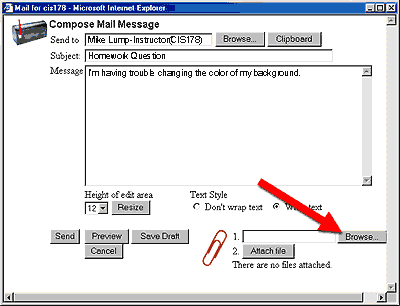 Mail for cis178 - Microsoft Internet Explorer
Compose Mail Message
Send to Mike Lump-Instructor(CIS178) Browse... Clipboard
Subject: Homework Question
Message I'm having trouble changing the color of my background.
Height of edit area Text Style
12 Resize Don't wrap text Wrap text
Send Preview Save Draft 1. Browse...
Cancel 2. Attach file
There are no files attached.